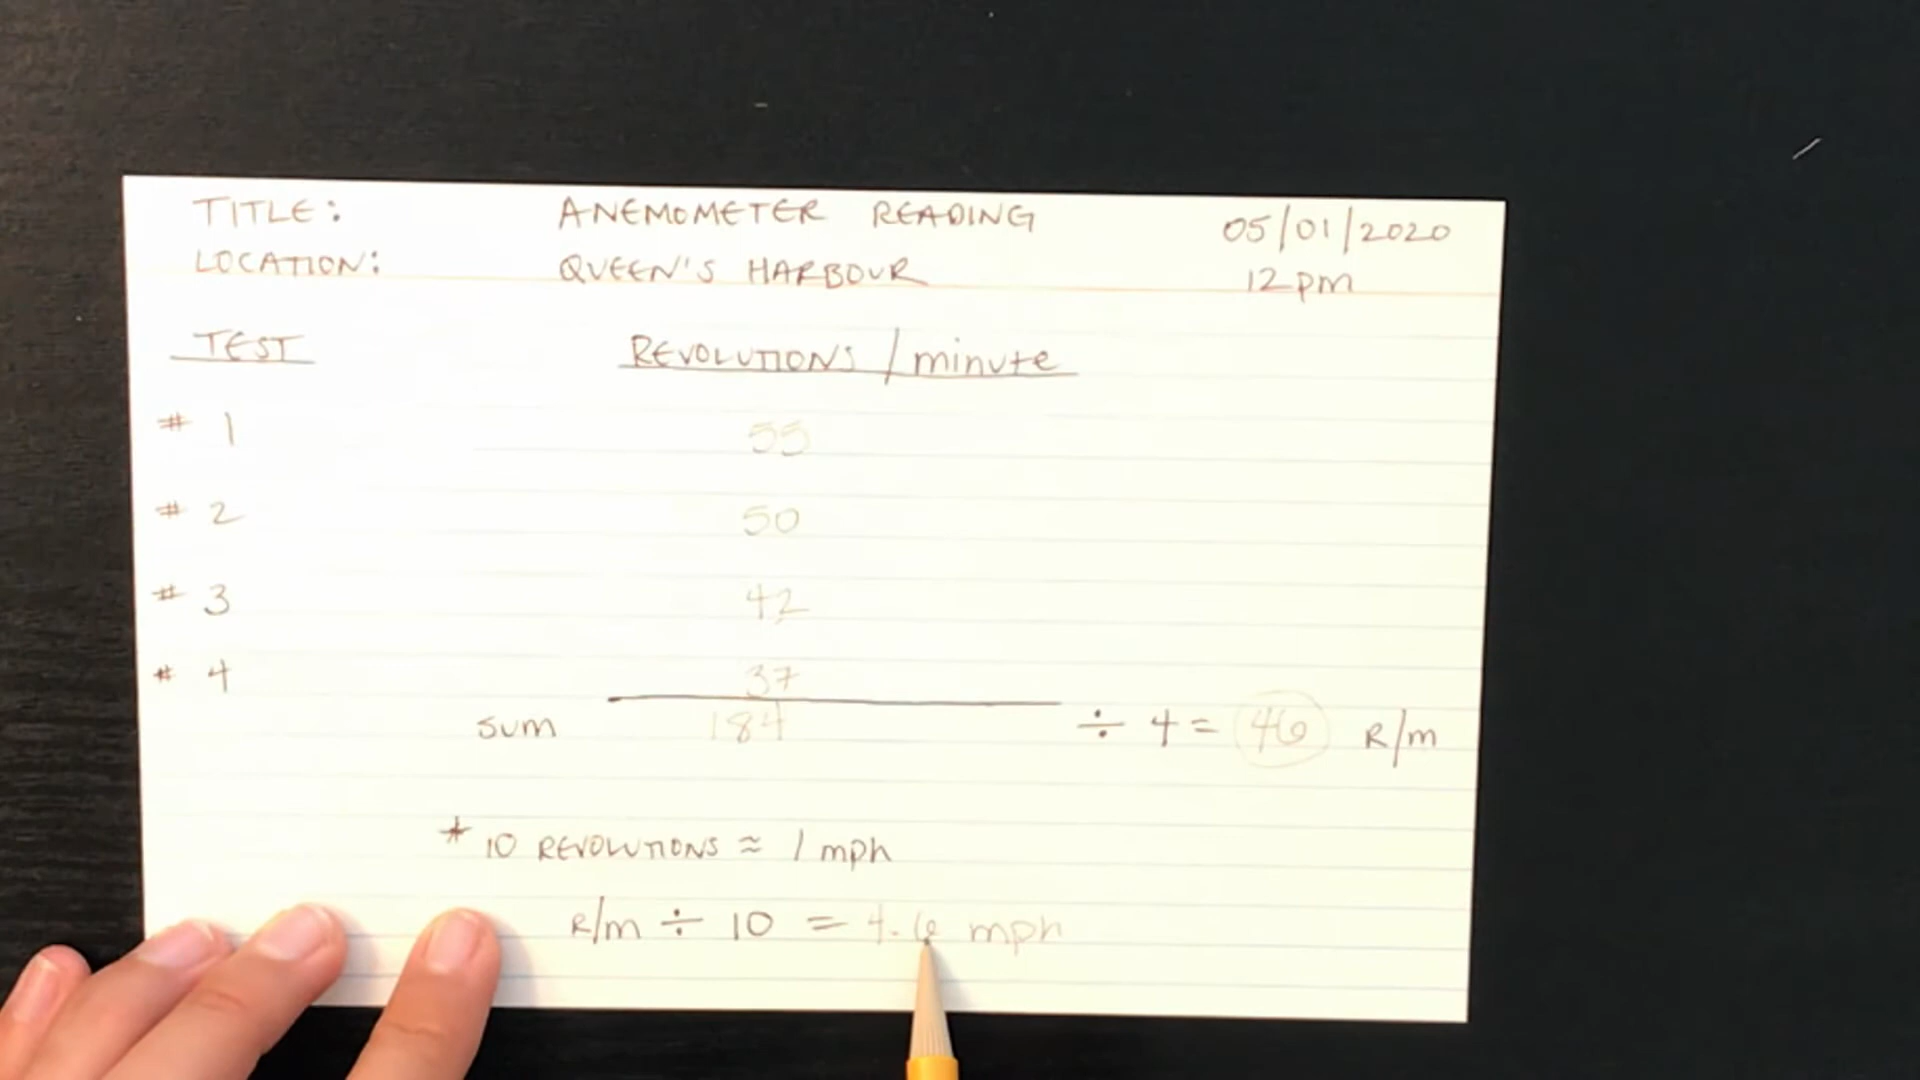 TITLE: ANEMOMETER READING 05/01/2020
LOCATION: QUEEN'S HARBOUR 12pm
TEST REVOLUTIONS / minute
# 1 55
# 2 50
# 3 42
# 4 37
sum 184 ÷ 4 = 46 R/m
* 10 REVOLUTIONS ≈ 1 mph
R/m ÷ 10 = 4.6 mph